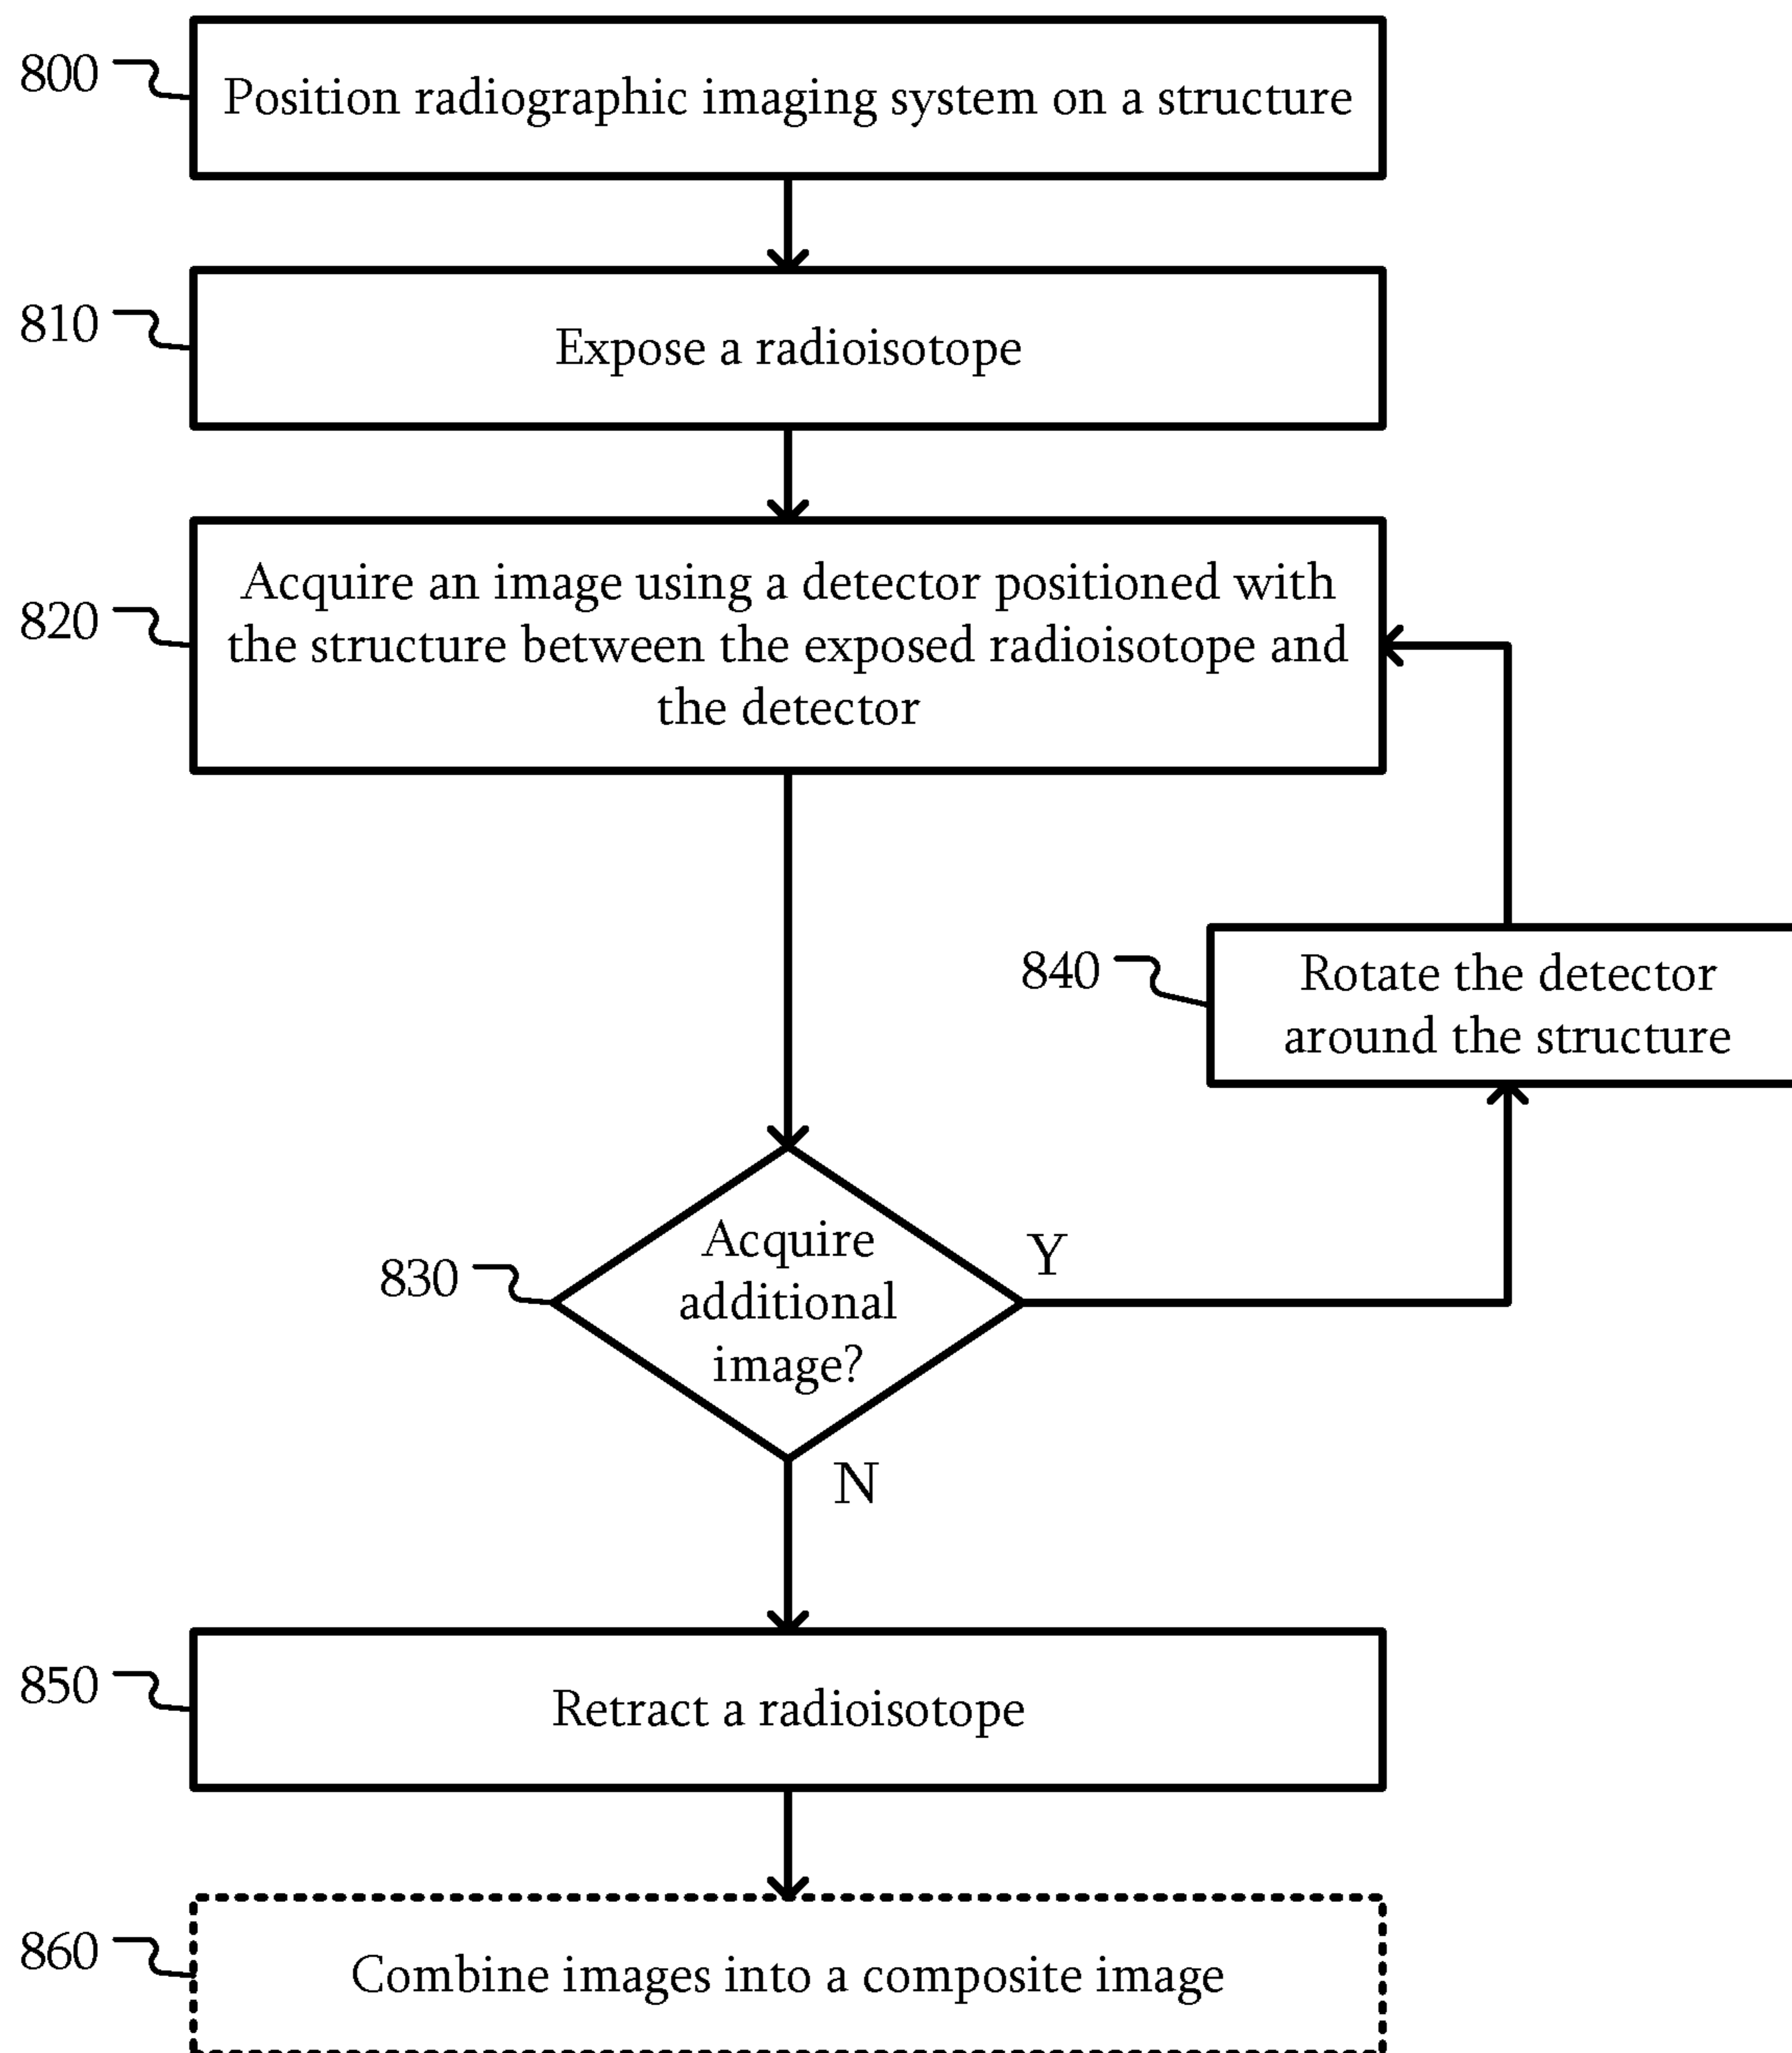 800
Position radiographic imaging system on a structure
810
Expose a radioisotope
820
Acquire an image using a detector positioned with
the structure between the exposed radioisotope and
the detector
840
Rotate the detector
around the structure
830
Acquire
additional
image?
Y
N
850
Retract a radioisotope
860
Combine images into a composite image